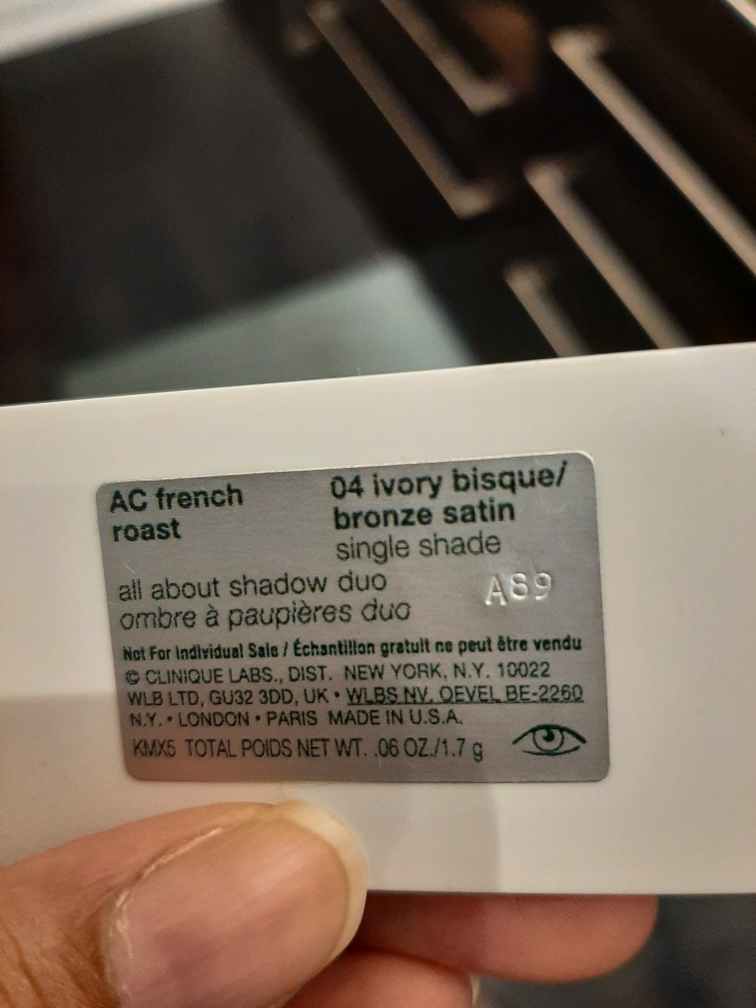 AC french
roast
04 ivory bisque/
bronze satin
single shade
all about shadow duo
ombre à paupières duo
A89
Not For Individual Sale / Échantillon gratuit ne peut être vendu
© CLINIQUE LABS., DIST. NEW YORK, N.Y. 10022
WLB LTD, GU32 3DD, UK • WLBS NV, OEVEL BE-2260
N.Y. • LONDON • PARIS MADE IN U.S.A.
KMX5 TOTAL POIDS NET WT. .06 OZ./1.7 g